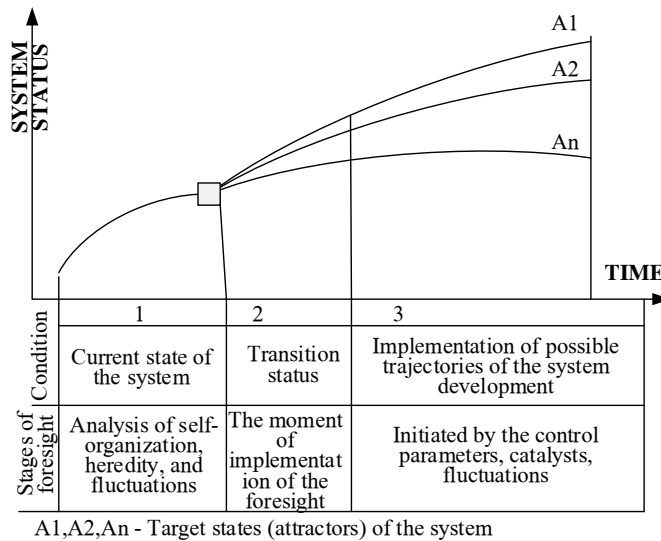 SYSTEM
STATUS
A1
A2
An
TIME
1
2
3
Condition
Current state of
the system
Transition
status
Implementation of possible
trajectories of the system
development
Stages of
foresight
Analysis of self-
organization,
heredity, and
fluctuations
The moment
of
implementat
ion of the
foresight
Initiated by the control
parameters, catalysts,
fluctuations
A1,A2,An - Target states (attractors) of the system